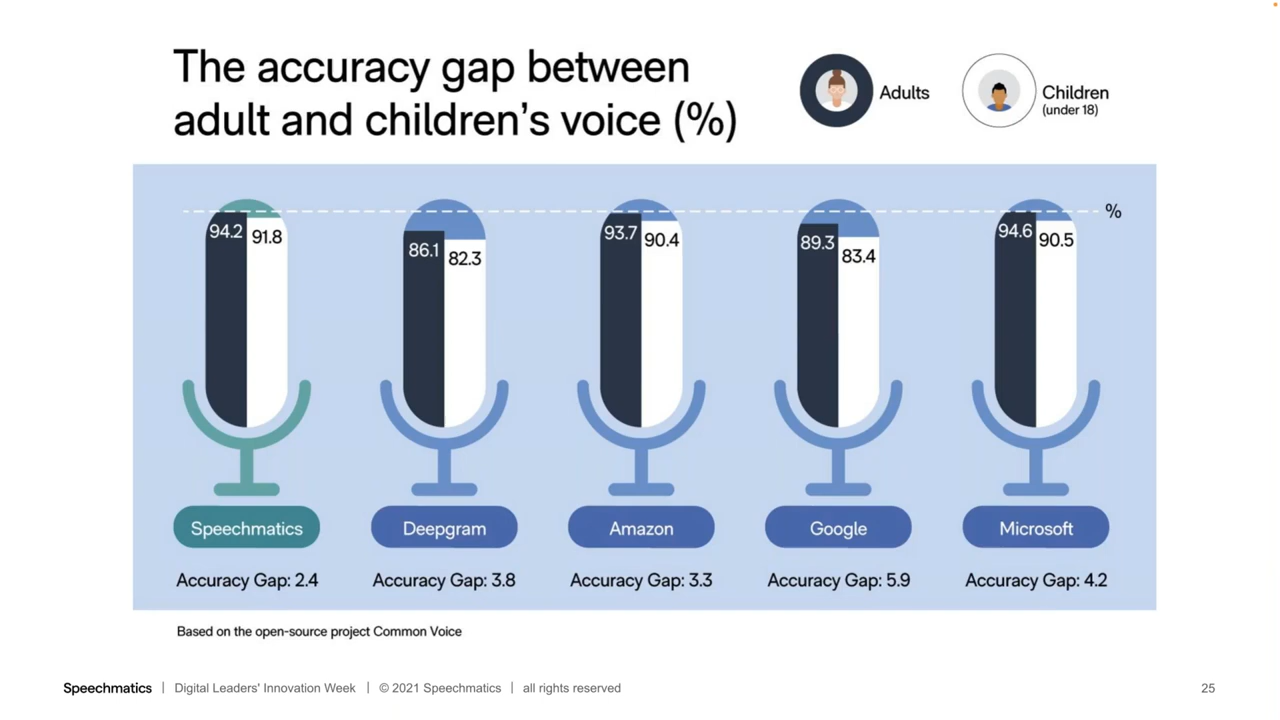 The accuracy gap between
adult and children's voice (%)
Adults
Children
(under 18)
%
94.2 91.8
86.1 82.3
93.7 90.4
89.3 83.4
94.6 90.5
Speechmatics
Deepgram
Amazon
Google
Microsoft
Accuracy Gap: 2.4
Accuracy Gap: 3.8
Accuracy Gap: 3.3
Accuracy Gap: 5.9
Accuracy Gap: 4.2
Based on the open-source project Common Voice
Speechmatics | Digital Leaders' Innovation Week | © 2021 Speechmatics | all rights reserved
25